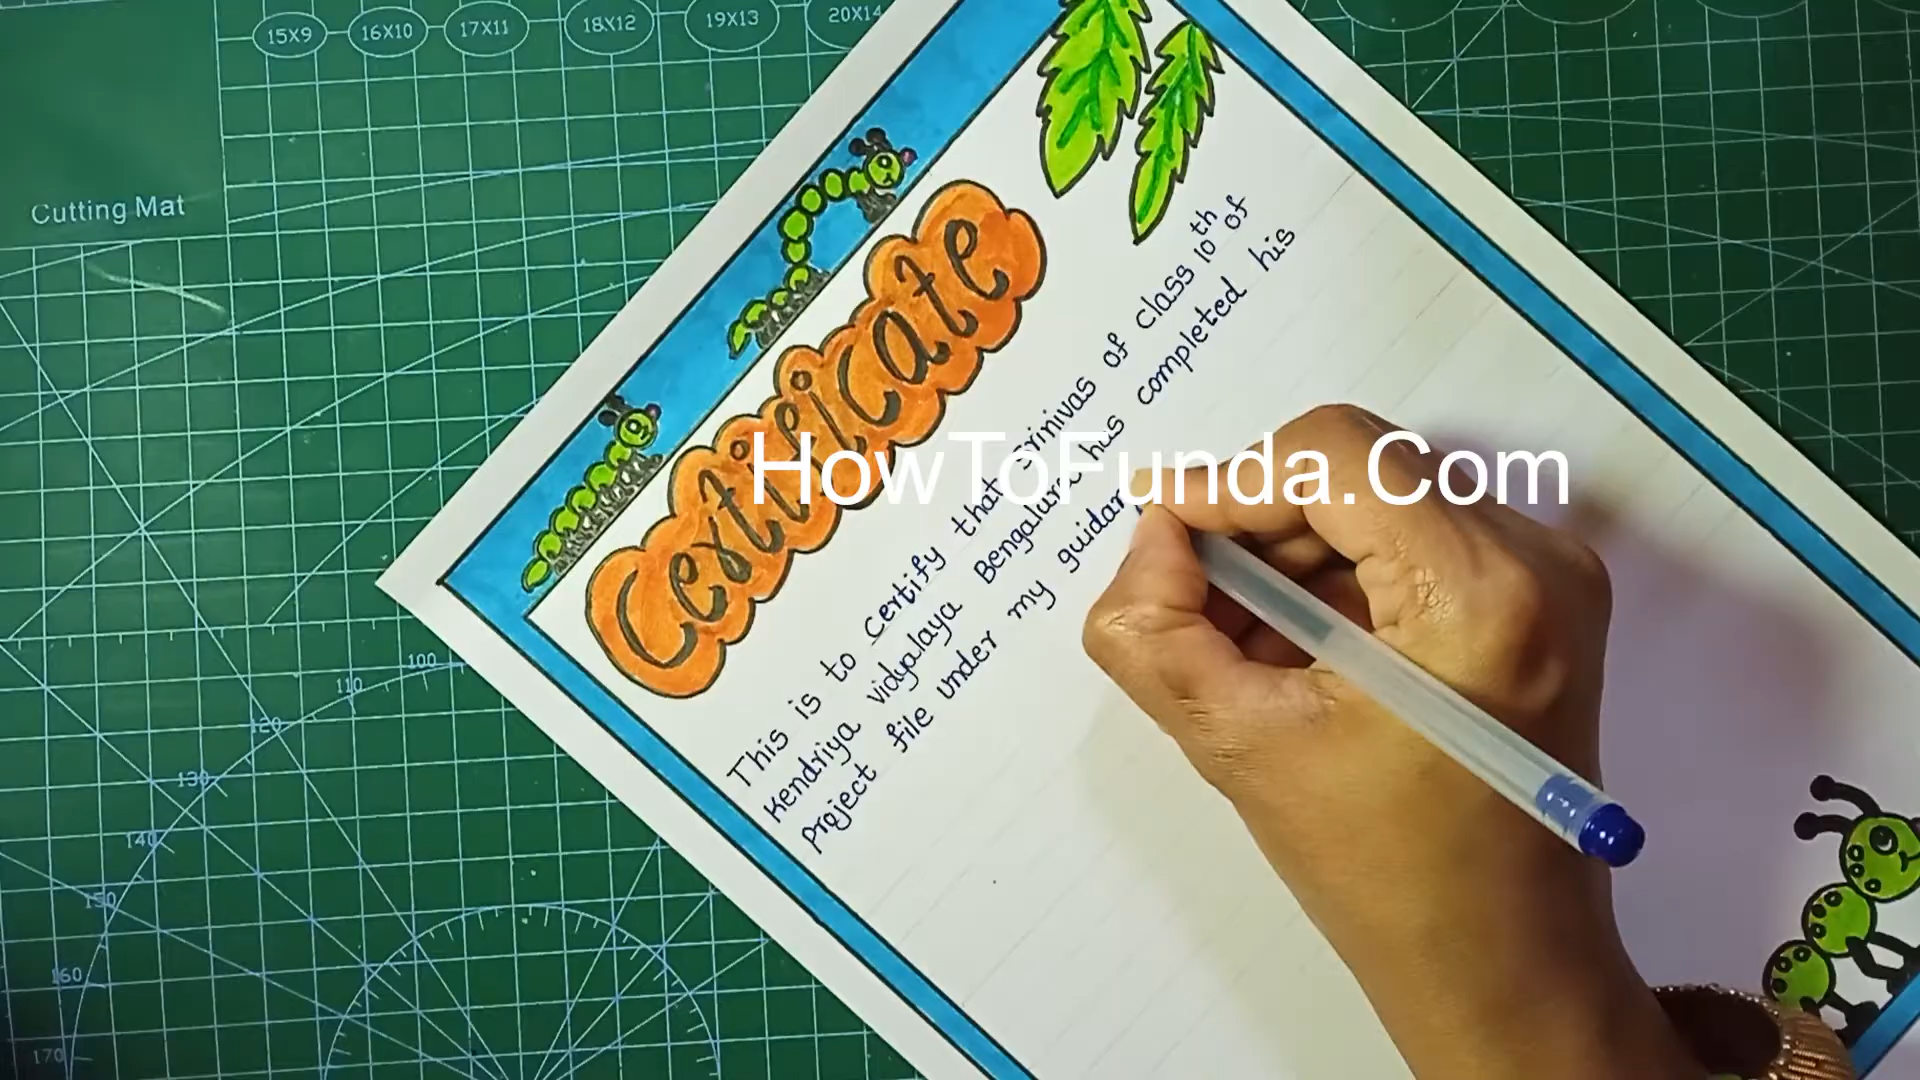 15X9 16X10 17X11 18X12 19X13 20X14
Cutting Mat
Certificate
This is to certify that Srinivas of class 10th of
Kendriya vidyalaya Bengaluru has completed his
project file under my guidan
HowToFunda.Com
100
110
120
130
140
150
160
170